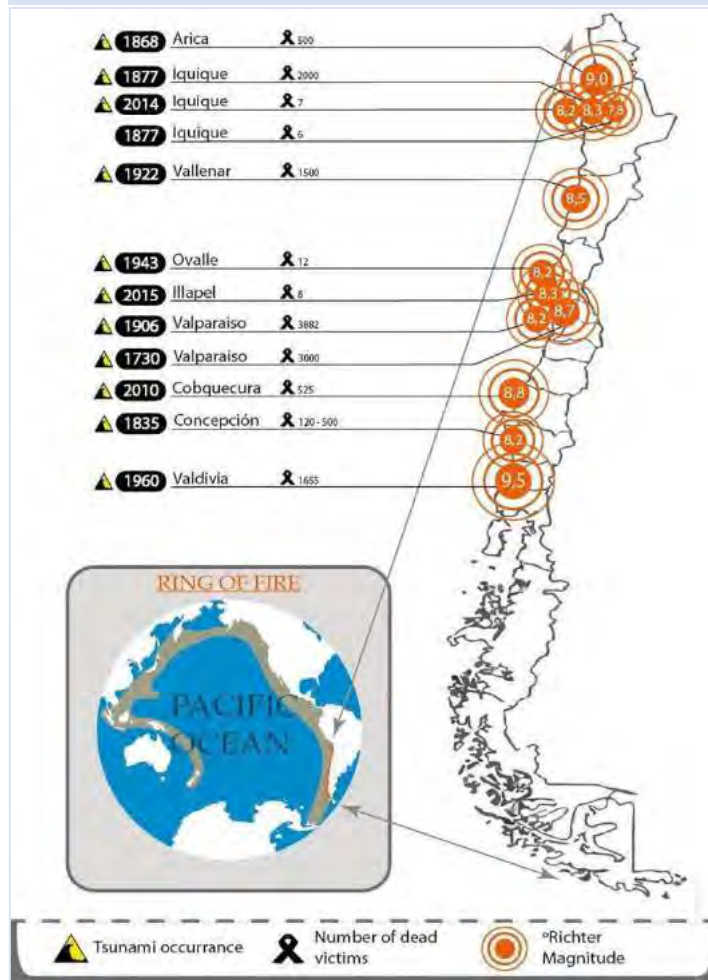 1868 Arica 500
1877 Iquique 2000
2014 Iquique 7
1877 Iquique 6
1922 Vallenar 1500
1943 Ovalle 12
2015 Illapel 8
1906 Valparaiso 3882
1730 Valparaiso 3000
2010 Cobquecura 525
1835 Concepción 120-500
1960 Valdivia 1655
9,0
8,2 8,3 7,8
8,5
8,2
8,3
8,2 8,7
8,8
8,2
9,5
RING OF FIRE
PACIFIC
OCEAN
Tsunami occurrance
Number of dead
victims
ºRichter
Magnitude